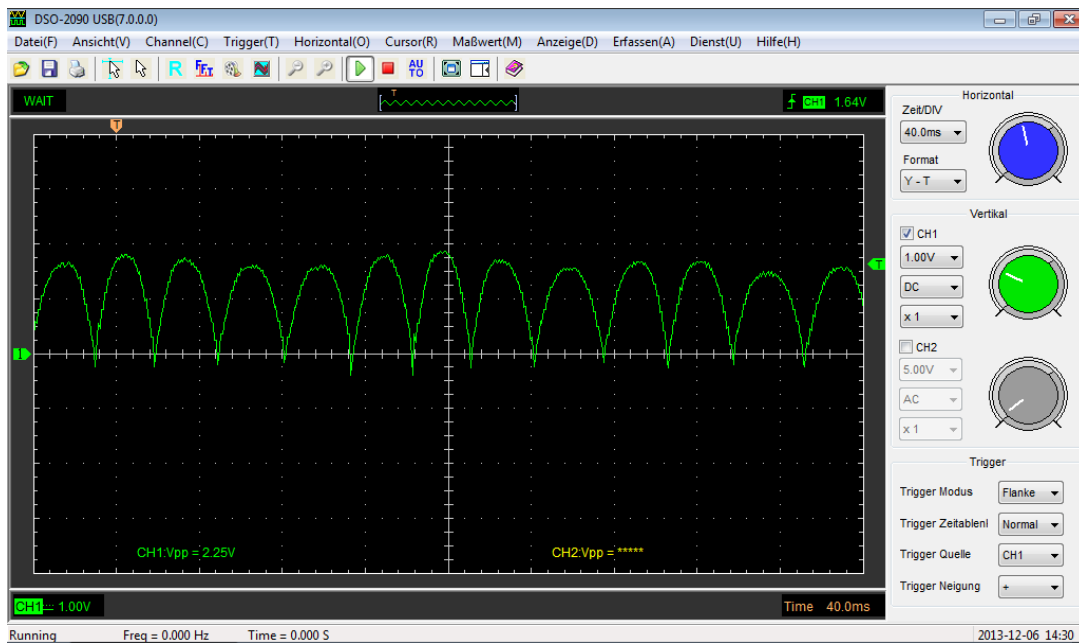 DSO-2090 USB(7.0.0.0)
Datei(F) Ansicht(V) Channel(C) Trigger(T) Horizontal(O) Cursor(R) Maßwert(M) Anzeige(D) Erfassen(A) Dienst(U) Hilfe(H)
R FFT AUTO
WAIT T CH1 1.64V
T
T
1
CH1:Vpp = 2.25V CH2:Vpp = *****
CH1 1.00V Time 40.0ms
Horizontal
Zeit/DIV
40.0ms
Format
Y - T
Vertikal
CH1
1.00V
DC
x 1
CH2
5.00V
AC
x 1
Trigger
Trigger Modus Flanke
Trigger Zeitablenl Normal
Trigger Quelle CH1
Trigger Neigung +
Running Freq = 0.000 Hz Time = 0.000 S 2013-12-06 14:30